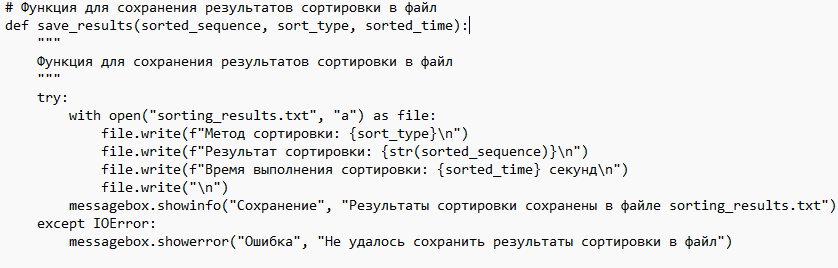 # Функция для сохранения результатов сортировки в файл
def save_results(sorted_sequence, sort_type, sorted_time):
    """
    Функция для сохранения результатов сортировки в файл
    """
    try:
        with open("sorting_results.txt", "a") as file:
            file.write(f"Метод сортировки: {sort_type}\n")
            file.write(f"Результат сортировки: {str(sorted_sequence)}\n")
            file.write(f"Время выполнения сортировки: {sorted_time} секунд\n")
            file.write("\n")
        messagebox.showinfo("Сохранение", "Результаты сортировки сохранены в файле sorting_results.txt")
    except IOError:
        messagebox.showerror("Ошибка", "Не удалось сохранить результаты сортировки в файл")